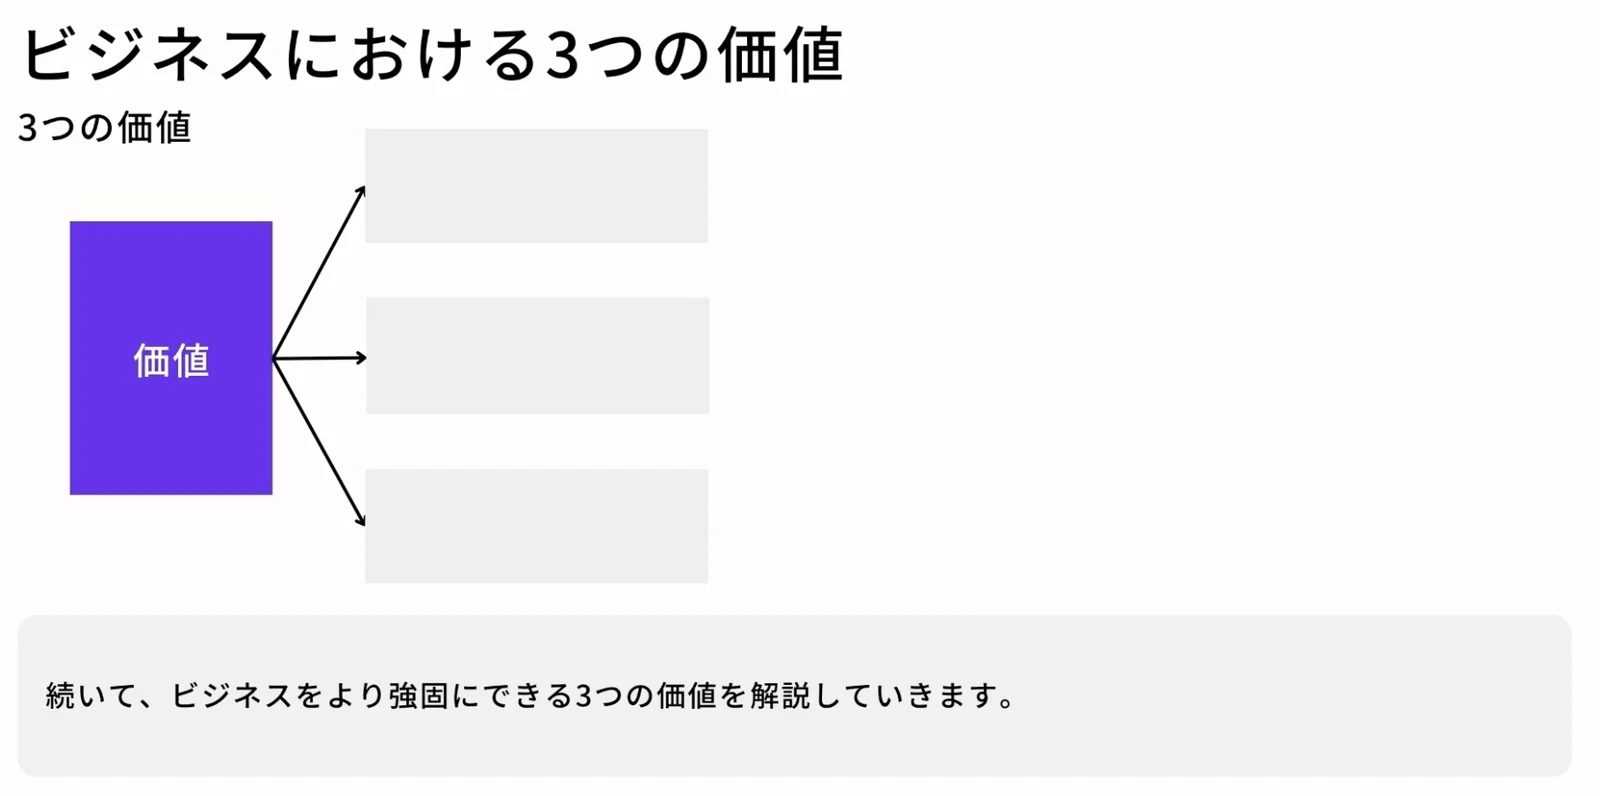 ビジネスにおける3つの価値
3つの価値
価値
続いて、ビジネスをより強固にできる3つの価値を解説していきます。